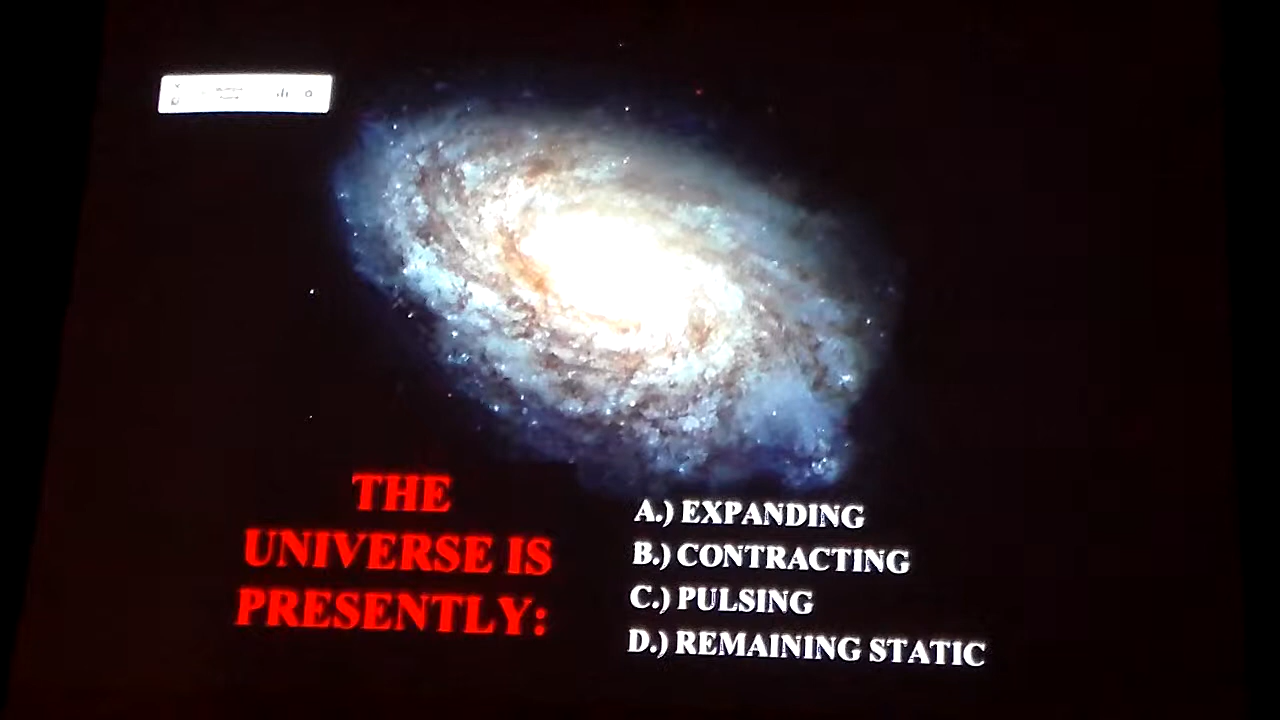 THE
UNIVERSE IS
PRESENTLY:
A.) EXPANDING
B.) CONTRACTING
C.) PULSING
D.) REMAINING STATIC